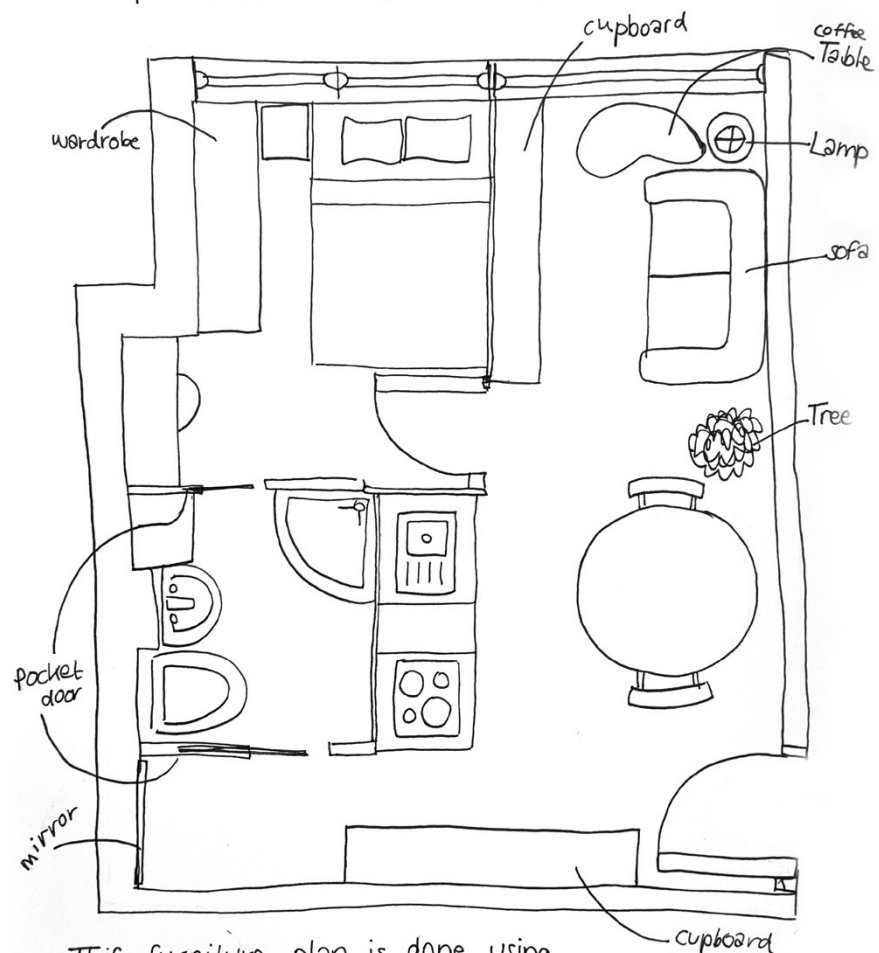 cupboard
coffee
Table
wardrobe
Lamp
sofa
Tree
pocket
door
mirror
cupboard
This furniture plan is done using